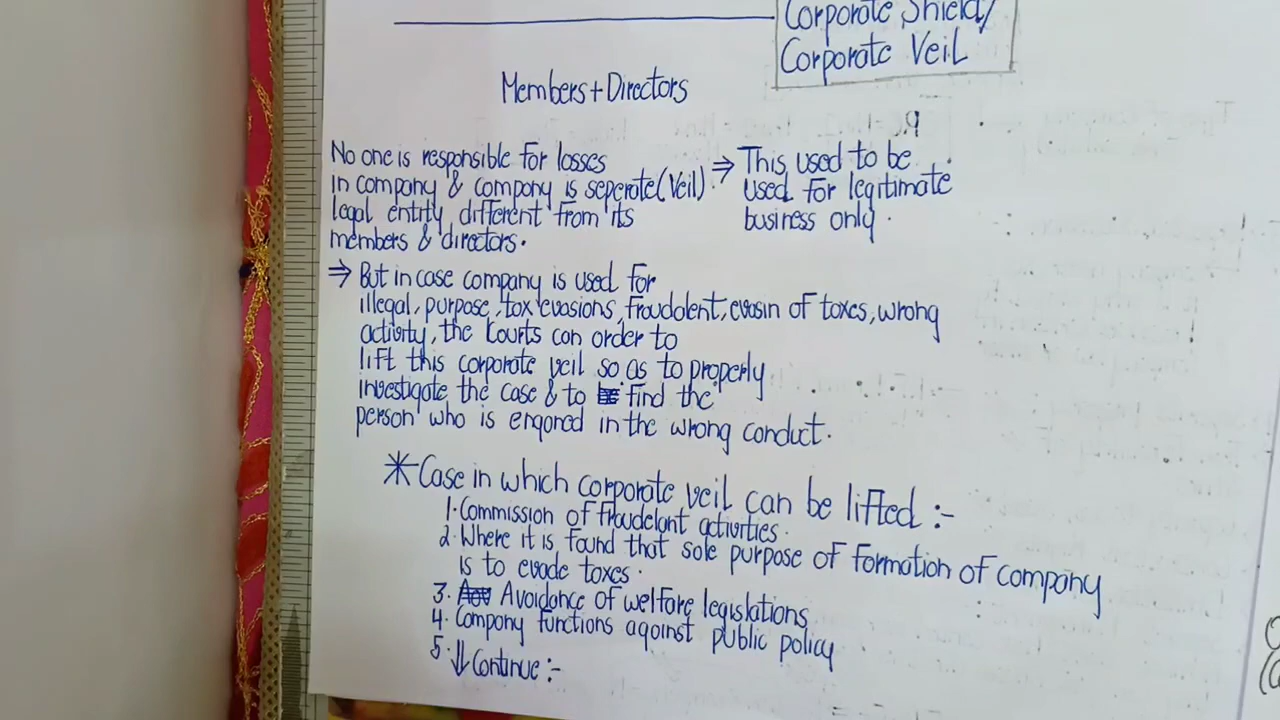 Corporate Shield/
Corporate Veil
Members + Directors
No one is responsible for losses
in company & company is seperate (Veil)
legal entity, different from its
members & directors.
⇒ This used to be
used for legitimate
business only.
⇒ But in case company is used for
illegal, purpose, tax evasions, fraudolent, evasin of taxes, wrong
activity, the Courts can order to
lift this corporate veil so as to properly
investigate the case & to find the
person who is engared in the wrong conduct.
* Case in which corporate veil can be lifted :-
1. Commission of fraudelant activities.
2. Where it is found that sole purpose of formation of company
is to evade taxes.
3. Avoidance of welfare legislations
4. Company functions against public policy
5. ⇓ Continue :-